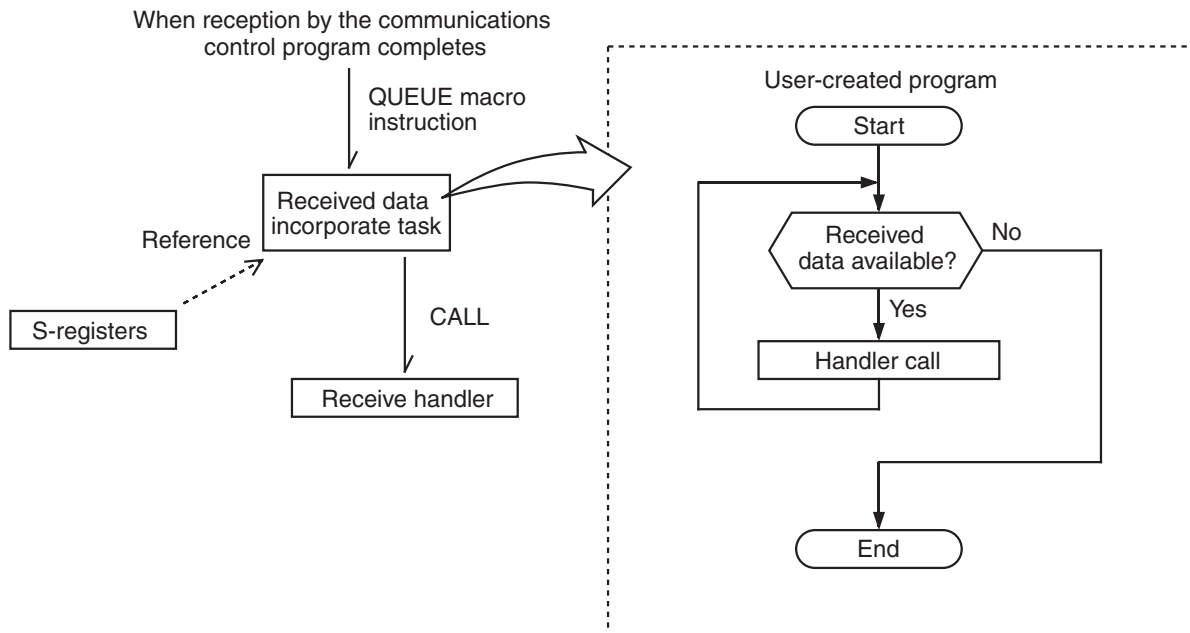 When reception by the communications
control program completes
QUEUE macro
instruction
Received data
incorporate task
Reference
S-registers
CALL
Receive handler
User-created program
Start
Received
data available?
No
Yes
Handler call
End